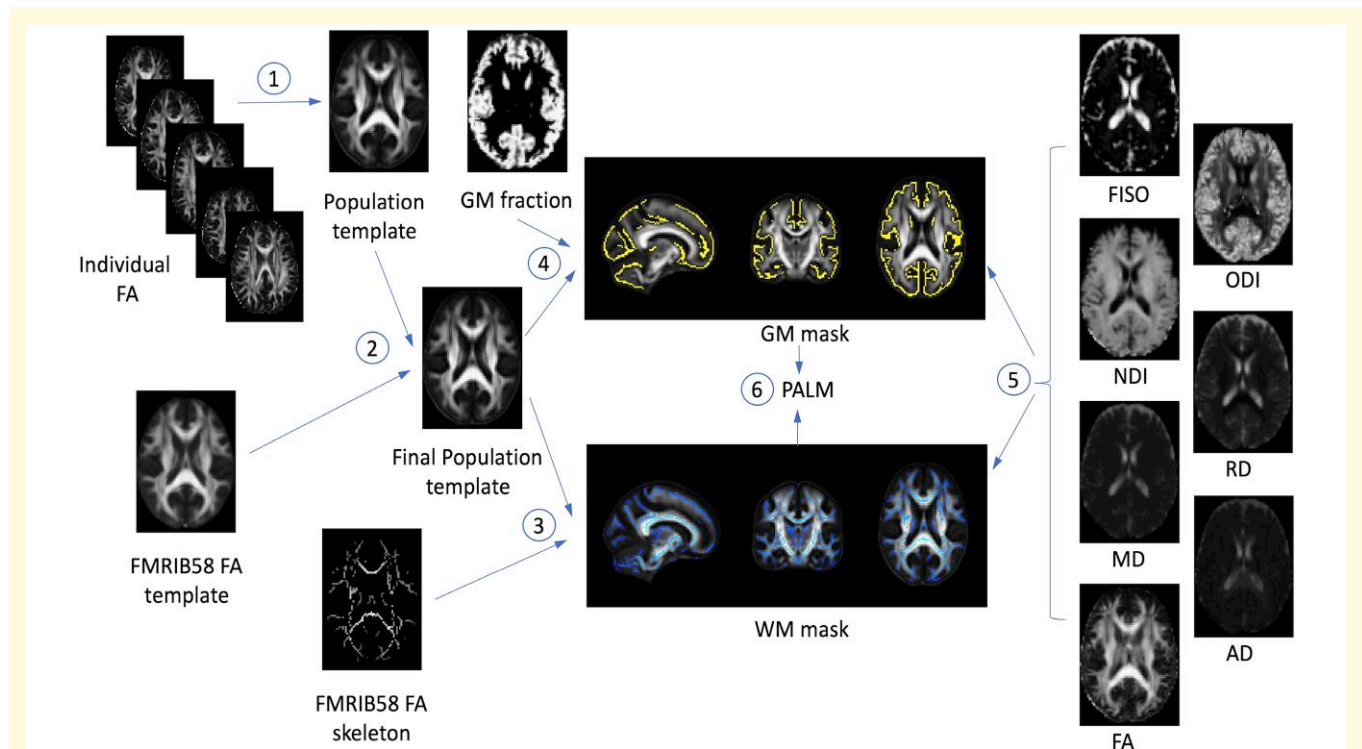 1
Individual
FA
Population
template
GM fraction
4
2
FMRIB58 FA
template
Final Population
template
3
FMRIB58 FA
skeleton
GM mask
6 PALM
WM mask
5
FISO
ODI
NDI
RD
MD
AD
FA